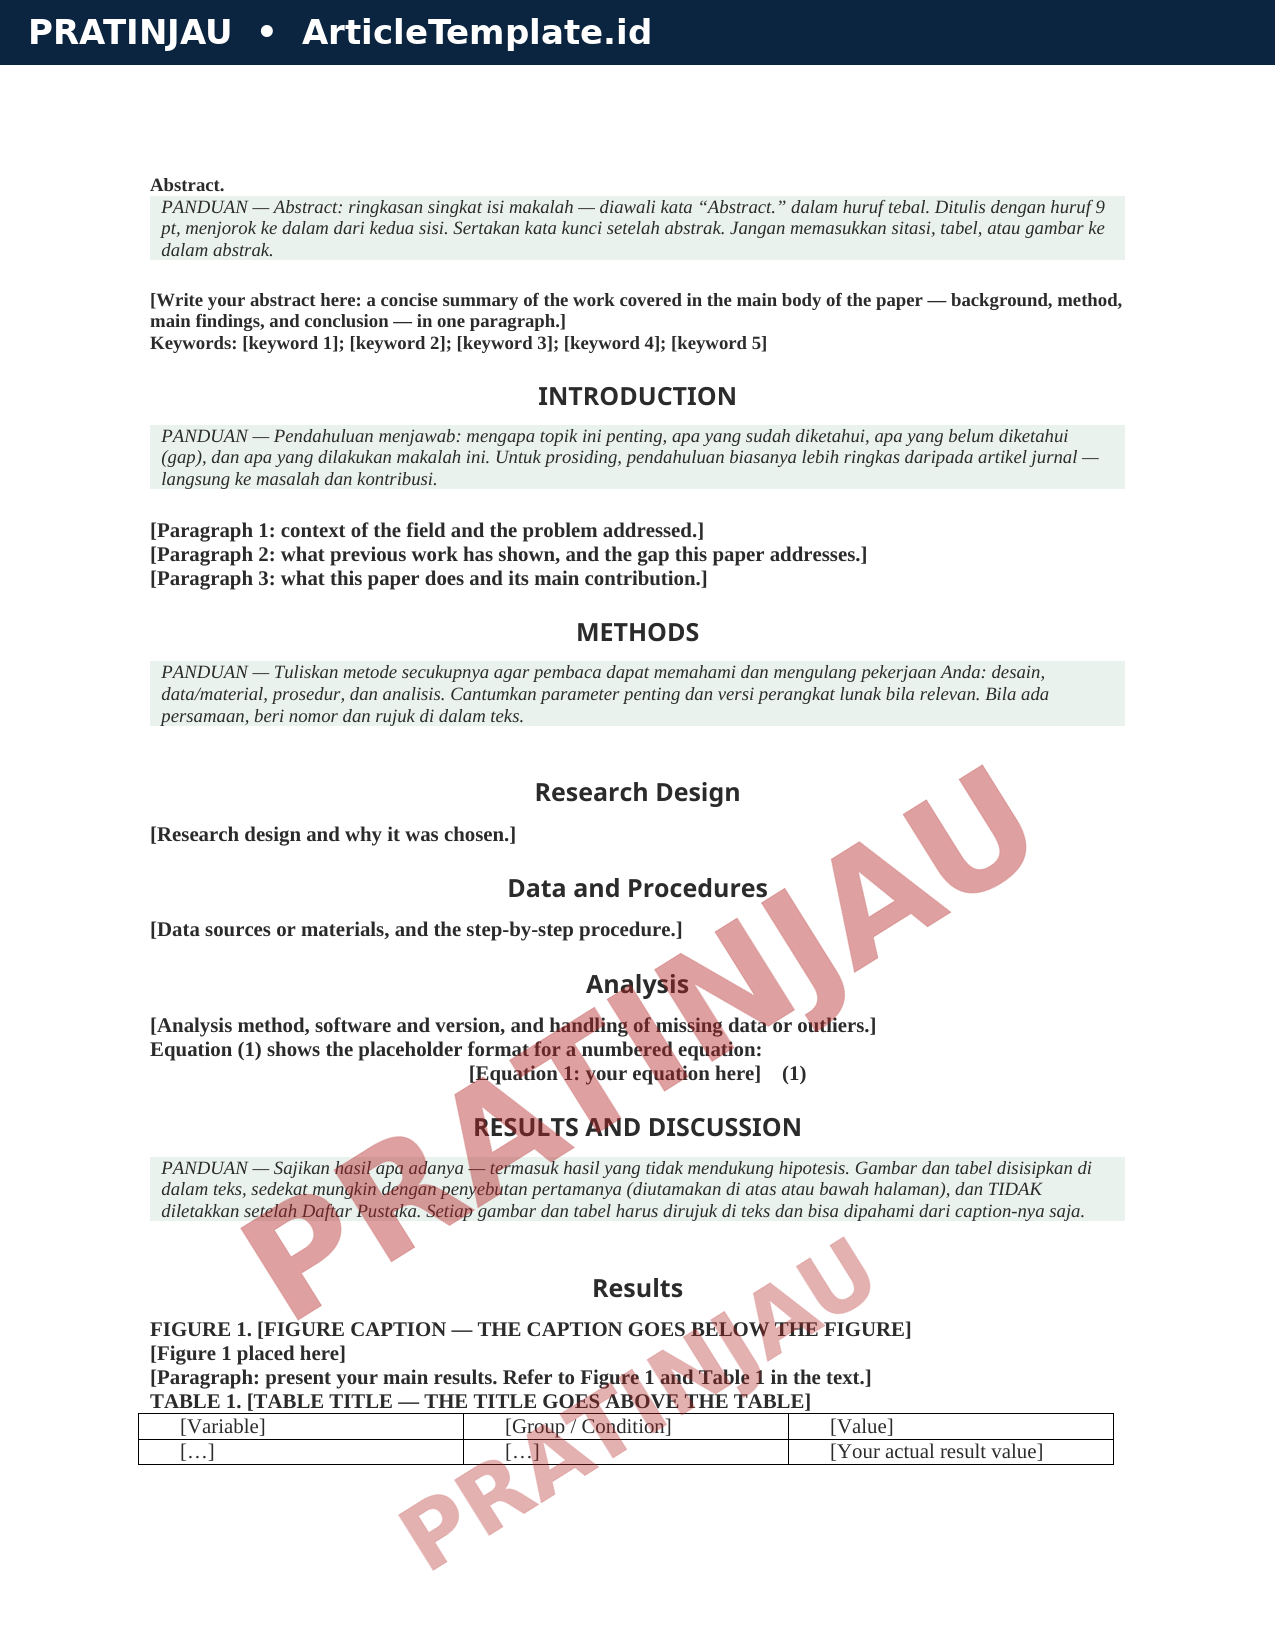 PRATINJAU • ArticleTemplate.id
Abstract.
PANDUAN — Abstract: ringkasan singkat isi makalah — diawali kata “Abstract.” dalam huruf tebal. Ditulis dengan huruf 9
pt, menjorok ke dalam dari kedua sisi. Sertakan kata kunci setelah abstrak. Jangan memasukkan sitasi, tabel, atau gambar ke
dalam abstrak.
[Write your abstract here: a concise summary of the work covered in the main body of the paper — background, method,
main findings, and conclusion — in one paragraph.]
Keywords: [keyword 1]; [keyword 2]; [keyword 3]; [keyword 4]; [keyword 5]
INTRODUCTION
PANDUAN — Pendahuluan menjawab: mengapa topik ini penting, apa yang sudah diketahui, apa yang belum diketahui
(gap), dan apa yang dilakukan makalah ini. Untuk prosiding, pendahuluan biasanya lebih ringkas daripada artikel jurnal —
langsung ke masalah dan kontribusi.
[Paragraph 1: context of the field and the problem addressed.]
[Paragraph 2: what previous work has shown, and the gap this paper addresses.]
[Paragraph 3: what this paper does and its main contribution.]
METHODS
PANDUAN — Tuliskan metode secukupnya agar pembaca dapat memahami dan mengulang pekerjaan Anda: desain,
data/material, prosedur, dan analisis. Cantumkan parameter penting dan versi perangkat lunak bila relevan. Bila ada
persamaan, beri nomor dan rujuk di dalam teks.
Research Design
[Research design and why it was chosen.]
Data and Procedures
[Data sources or materials, and the step-by-step procedure.]
Analysis
[Analysis method, software and version, and handling of missing data or outliers.]
Equation (1) shows the placeholder format for a numbered equation:
[Equation 1: your equation here] (1)
RESULTS AND DISCUSSION
PANDUAN — Sajikan hasil apa adanya — termasuk hasil yang tidak mendukung hipotesis. Gambar dan tabel disisipkan di
dalam teks, sedekat mungkin dengan penyebutan pertamanya (diutamakan di atas atau bawah halaman), dan TIDAK
diletakkan setelah Daftar Pustaka. Setiap gambar dan tabel harus dirujuk di teks dan bisa dipahami dari caption-nya saja.
PRATINJAU
Results
FIGURE 1. [FIGURE CAPTION — THE CAPTION GOES BELOW THE FIGURE]
[Figure 1 placed here]
[Paragraph: present your main results. Refer to Figure 1 and Table 1 in the text.]
TABLE 1. [TABLE TITLE — THE TITLE GOES ABOVE THE TABLE]
[Variable] [Group / Condition] [Value]
[…] […] [Your actual result value]
PRATINJAU